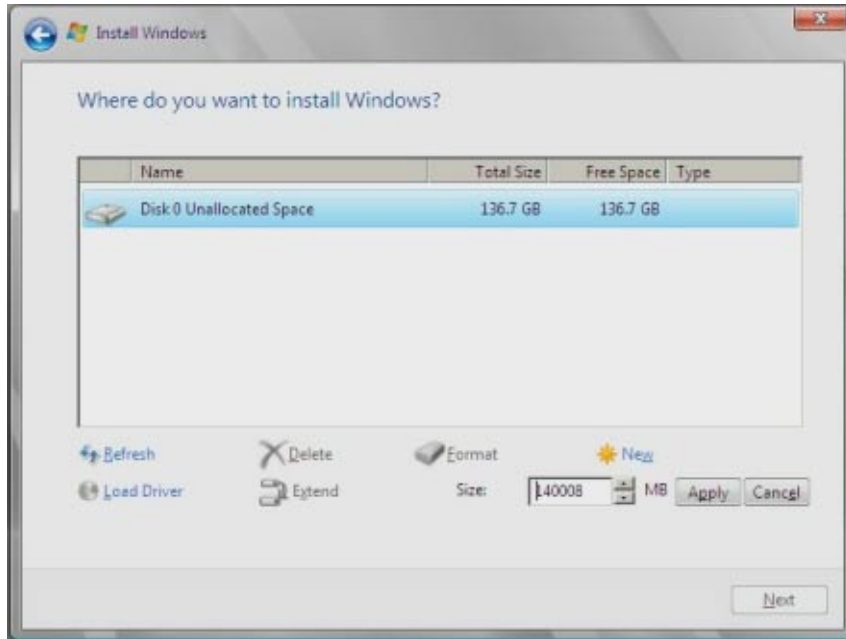 Install Windows
Where do you want to install Windows?
Name Total Size Free Space Type
Disk 0 Unallocated Space 136.7 GB 136.7 GB
Refresh Delete Format New
Load Driver Extend Size: 140008 MB Apply Cancel
Next